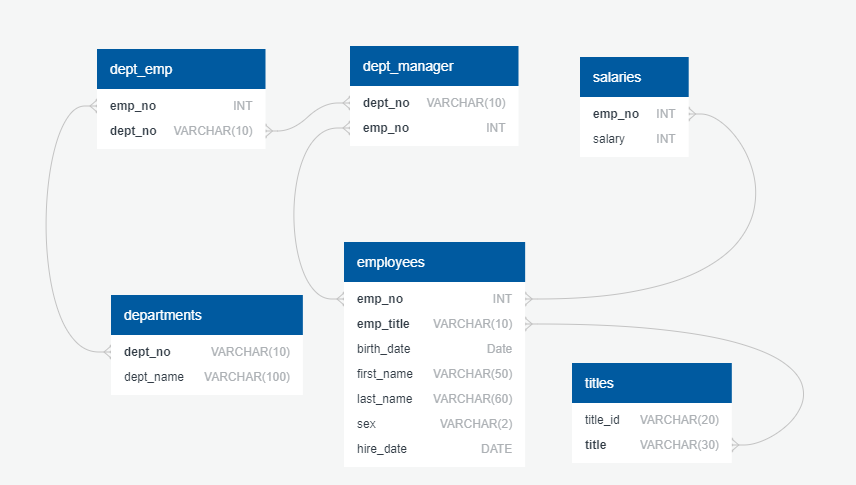 dept_emp
emp_no INT
dept_no VARCHAR(10)
dept_manager
dept_no VARCHAR(10)
emp_no INT
salaries
emp_no INT
salary INT
employees
emp_no INT
emp_title VARCHAR(10)
birth_date Date
first_name VARCHAR(50)
last_name VARCHAR(60)
sex VARCHAR(2)
hire_date DATE
departments
dept_no VARCHAR(10)
dept_name VARCHAR(100)
titles
title_id VARCHAR(20)
title VARCHAR(30)